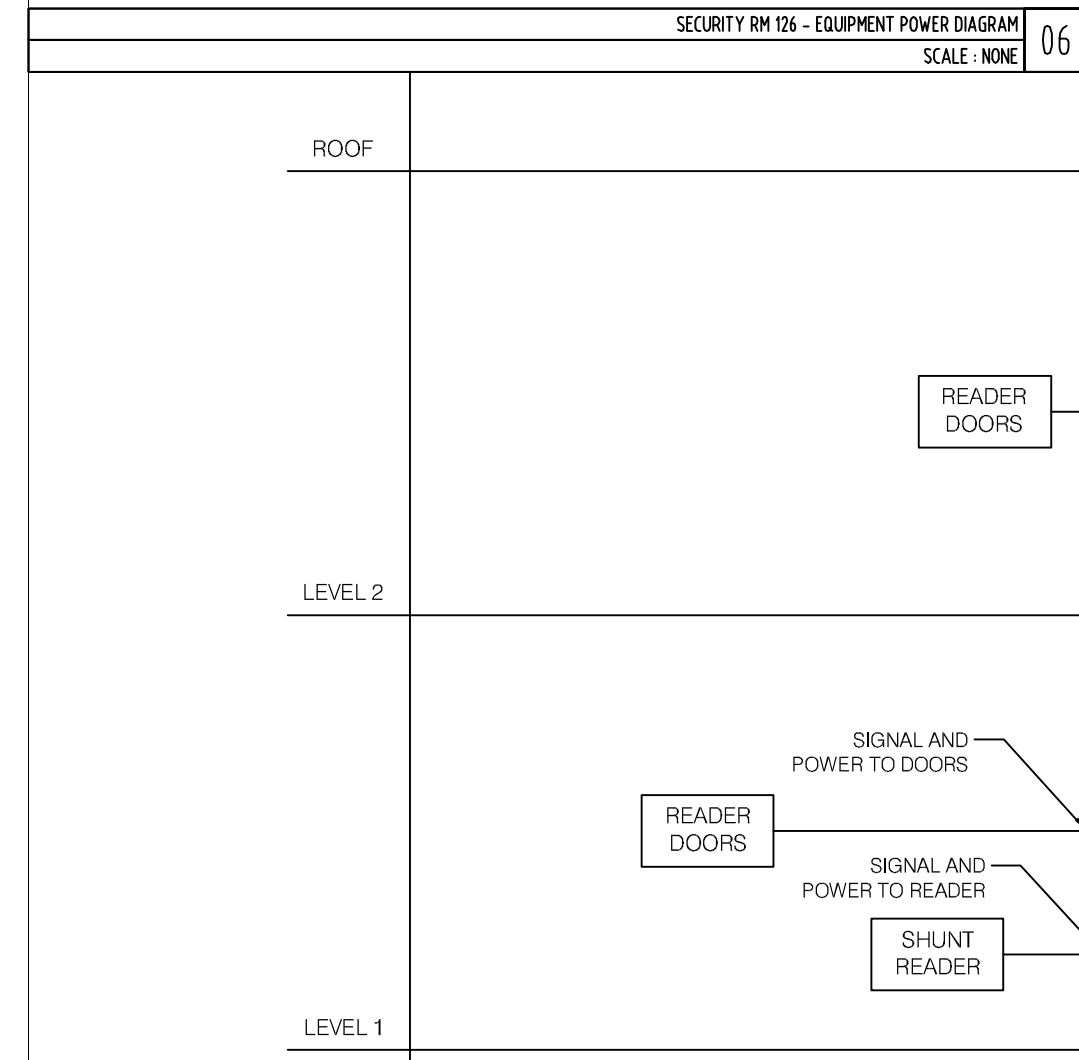 SECURITY RM 126 - EQUIPMENT POWER DIAGRAM
SCALE : NONE
06
ROOF
READER
DOORS
LEVEL 2
SIGNAL AND
POWER TO DOORS
READER
DOORS
SIGNAL AND
POWER TO READER
SHUNT
READER
LEVEL 1